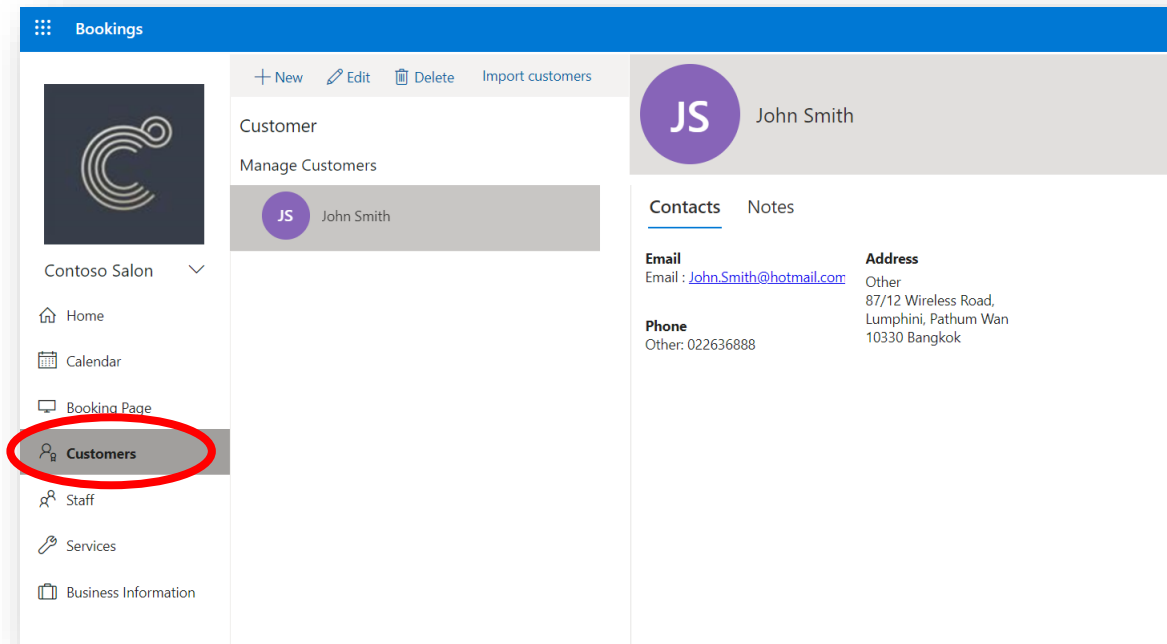 Bookings
New Edit Delete Import customers
Customer
Manage Customers
JS John Smith
JS John Smith
Contacts Notes
Email
Email : John.Smith@hotmail.com
Phone
Other: 022636888
Address
Other
87/12 Wireless Road,
Lumphini, Pathum Wan
10330 Bangkok
Contoso Salon
Home
Calendar
Booking Page
Customers
Staff
Services
Business Information